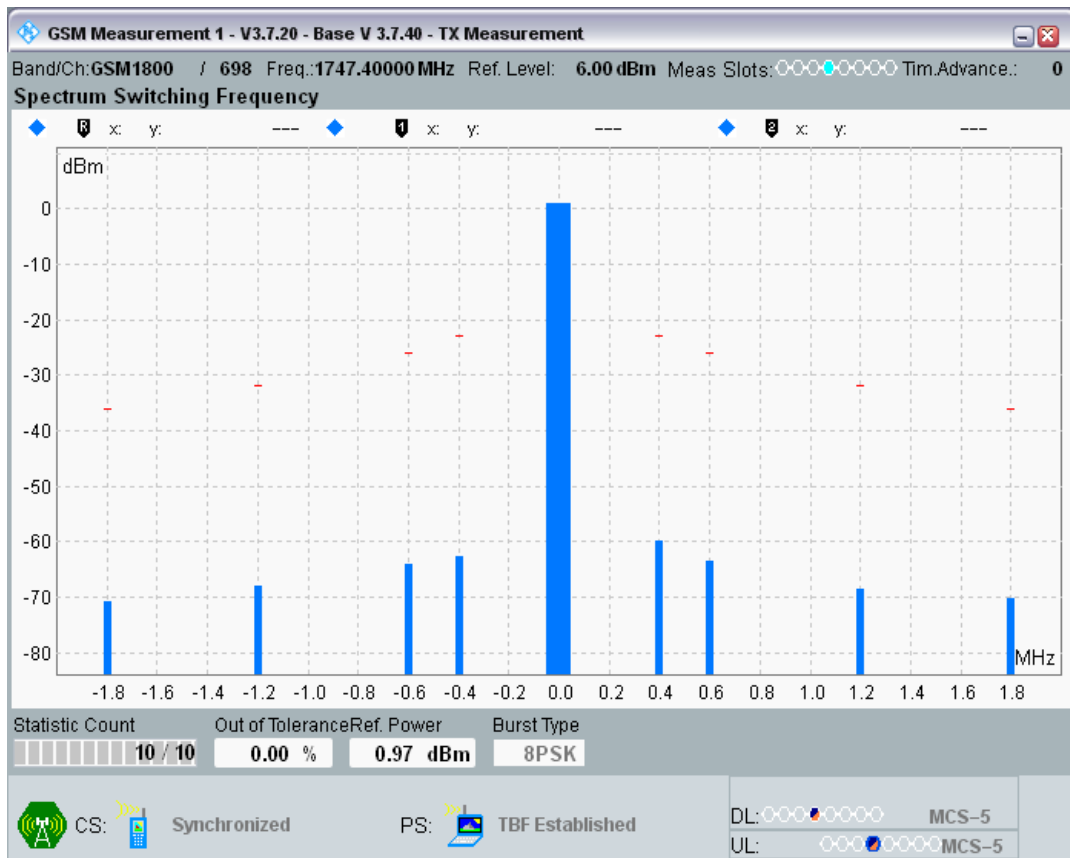 GSM Measurement 1 - V3.7.20 - Base V 3.7.40 - TX Measurement
Band/Ch:GSM1800 / 698 Freq.:1747.40000 MHz Ref. Level: 6.00 dBm Meas Slots: Tim.Advance.: 0
Spectrum Switching Frequency
R x: y: --- 1 x: y: --- 2 x: y: ---
dBm
0
-10
-20
-30
-40
-50
-60
-70
-80
MHz
-1.8 -1.6 -1.4 -1.2 -1.0 -0.8 -0.6 -0.4 -0.2 0.0 0.2 0.4 0.6 0.8 1.0 1.2 1.4 1.6 1.8
Statistic Count Out of Tolerance Ref. Power Burst Type
10 / 10 0.00 % 0.97 dBm 8PSK
CS: Synchronized PS: TBF Established DL: MCS-5
UL: MCS-5